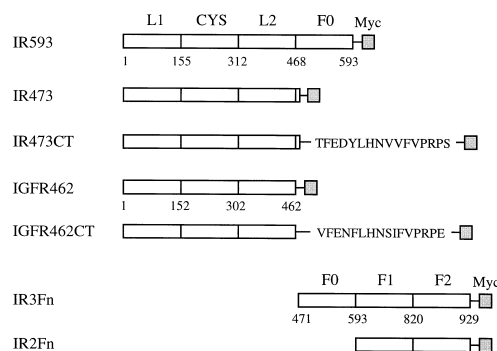 L1 CYS L2 F0 Myc
IR593
1 155 312 468 593
IR473
IR473CT TFEDYLHNVVFVPRPS
IGFR462
1 152 302 462
IGFR462CT VFENFLHNSIFVPRPE
F0 F1 F2 Myc
IR3Fn
471 593 820 929
IR2Fn